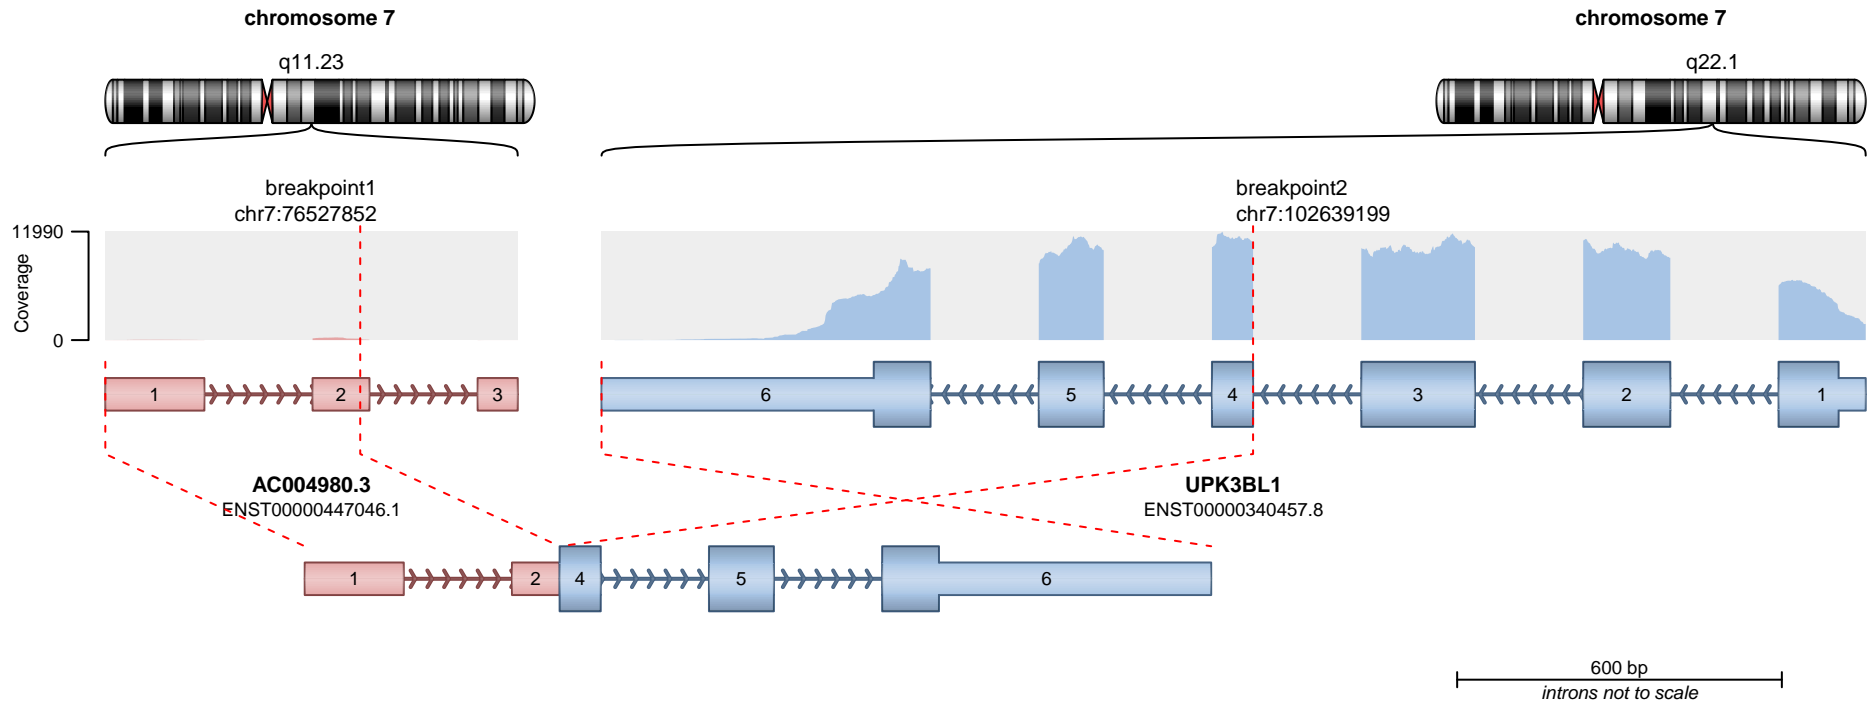 chromosome 7
chromosome 7
q11.23
q22.1
breakpoint1
chr7:76527852
breakpoint2
chr7:102639199
11990
Coverage
0
1
2
3
6
5
4
3
2
1
AC004980.3
ENST00000447046.1
UPK3BL1
ENST00000340457.8
1
2
4
5
6
600 bp
introns not to scale